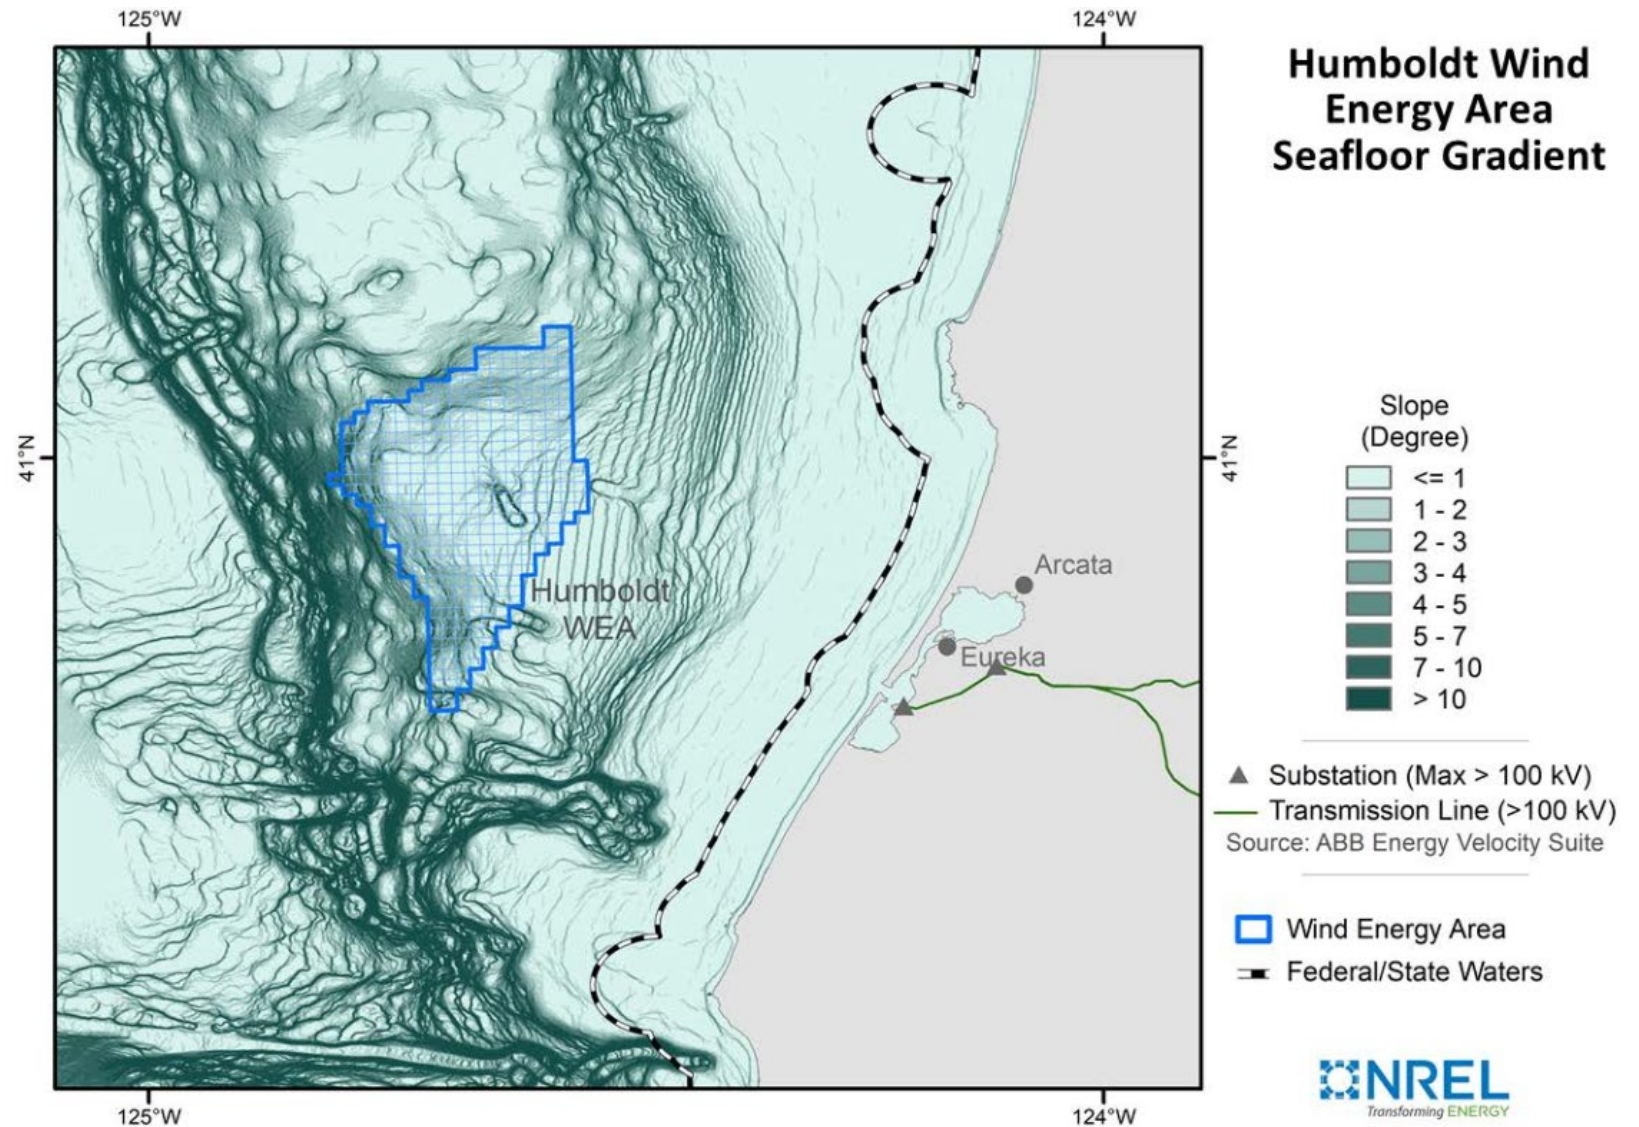 125°W
124°W
Humboldt Wind
Energy Area
Seafloor Gradient
41°N
41°N
Slope
(Degree)
<= 1
1 - 2
2 - 3
3 - 4
4 - 5
5 - 7
7 - 10
> 10
Arcata
Humboldt
WEA
Eureka
Substation (Max > 100 kV)
Transmission Line (>100 kV)
Source: ABB Energy Velocity Suite
Wind Energy Area
Federal/State Waters
NREL
Transforming ENERGY
125°W
124°W